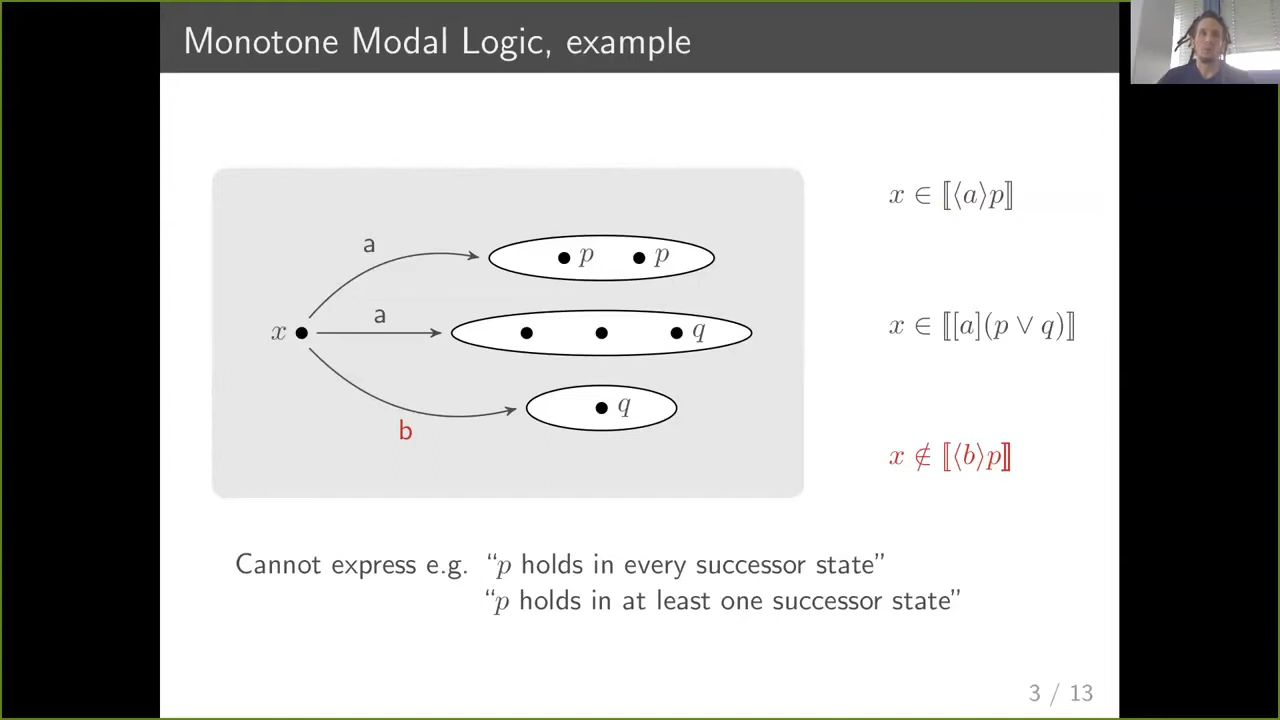 Monotone Modal Logic, example
a
p p
x ∈ ⟦⟨a⟩p⟧
x
a
q
x ∈ ⟦[a](p ∨ q)⟧
b
q
x ∉ ⟦⟨b⟩p⟧
Cannot express e.g. “p holds in every successor state”
“p holds in at least one successor state”
3 / 13